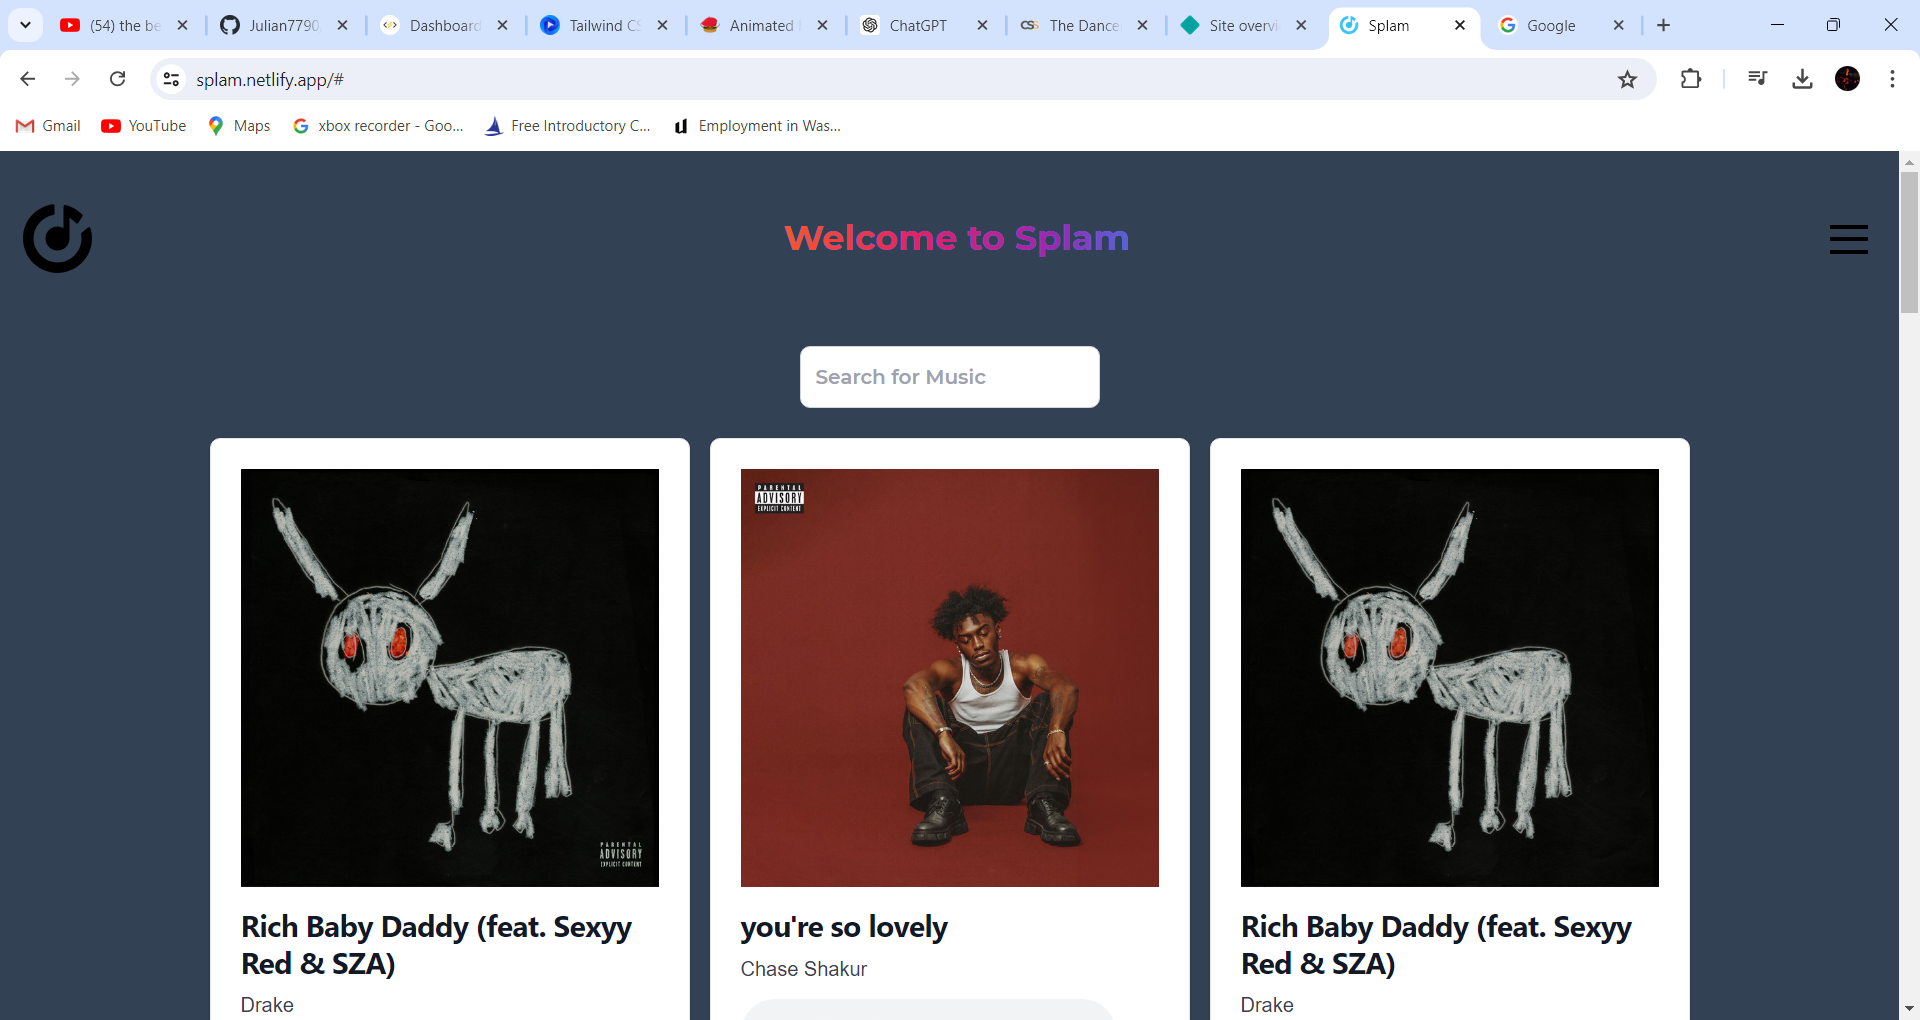 (54) the be
Julian7790
Dashboard
Tailwind CS
Animated
ChatGPT
The Dance
Site overvi
Splam
Google
splam.netlify.app/#
Gmail
YouTube
Maps
xbox recorder - Goo...
Free Introductory C...
Employment in Was...
Welcome to Splam
Search for Music
PARENTAL
ADVISORY
EXPLICIT CONTENT
PARENTAL
ADVISORY
EXPLICIT CONTENT
Rich Baby Daddy (feat. Sexyy
Red & SZA)
Drake
you're so lovely
Chase Shakur
Rich Baby Daddy (feat. Sexyy
Red & SZA)
Drake